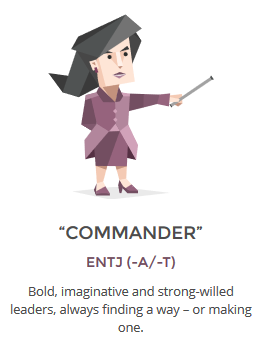 “COMMANDER”
ENTJ (-A/-T)
Bold, imaginative and strong-willed
leaders, always finding a way – or making
one.